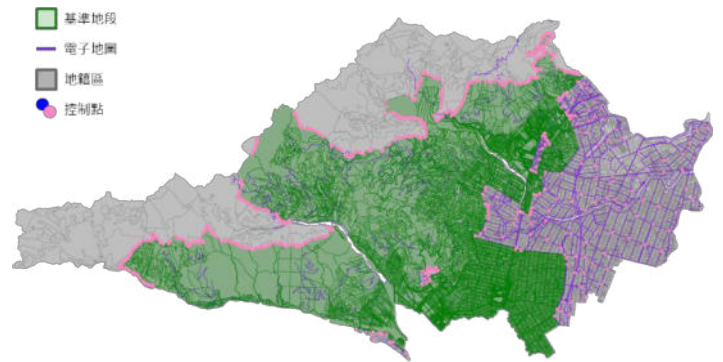 基準地段
電子地圖
地籍區
控制點